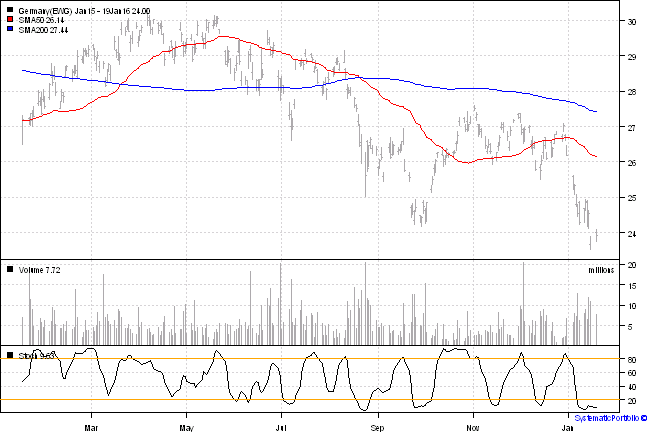 Germany(EWG) Jan15 - 19Jan16 24.00
SMA50 26.14
SMA200 27.44
30
29
28
27
26
25
24
Volume 7.72
millions
20
15
10
5
80
60
40
20
Mar May Jul Sep Nov Jan
SystematicPortfolio ©